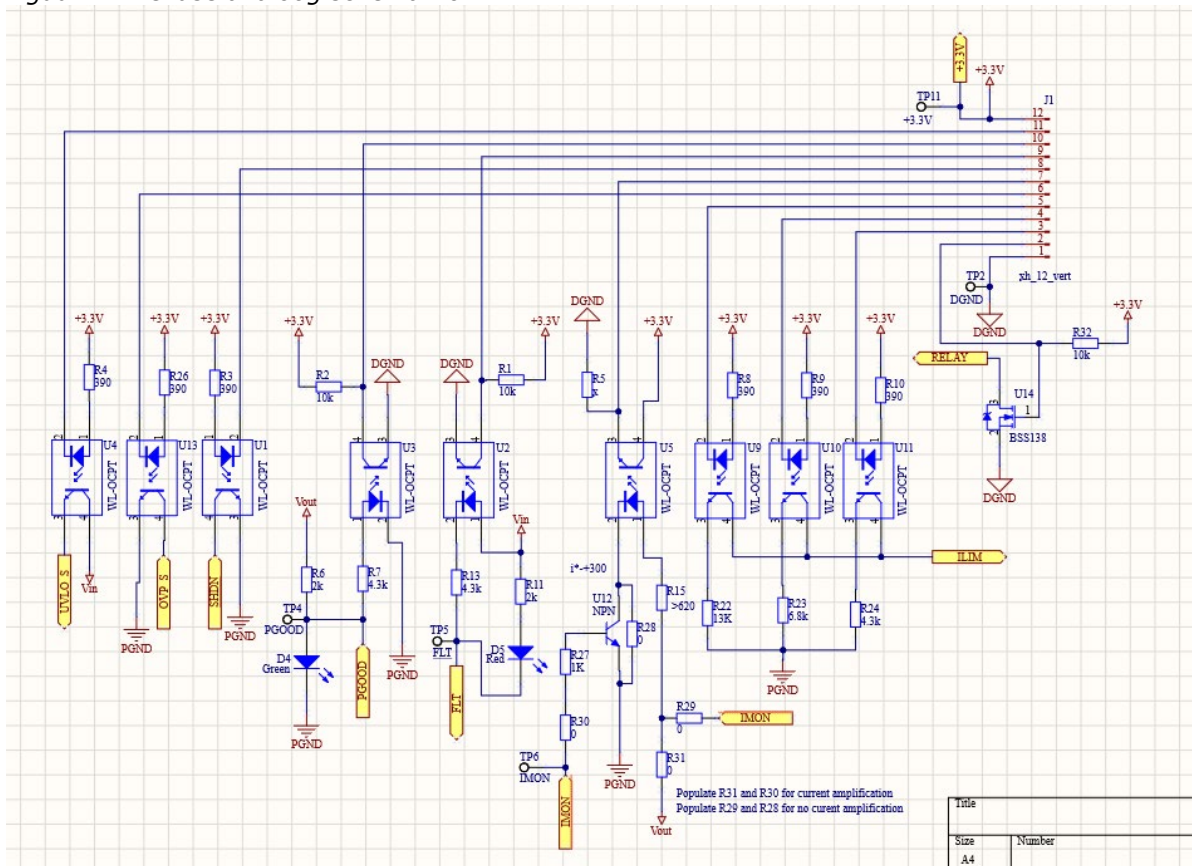 +3.3V
+3.3V
TP11
+3.3V
J1
12
11
10
9
8
7
6
5
4
3
2
1
xh_12_vert
TP2
DGND
DGND
+3.3V
R32
10k
RELAY
U14
3
1
2
BSS138
DGND
+3.3V
R4
390
+3.3V
R26
390
+3.3V
R3
390
+3.3V
R2
10k
DGND
DGND
R1
10k
+3.3V
DGND
R5
x
+3.3V
+3.3V
R8
390
+3.3V
R9
390
+3.3V
R10
390
U4
WL-OCPT
U13
WL-OCPT
U1
WL-OCPT
U3
WL-OCPT
U2
WL-OCPT
U5
WL-OCPT
U9
WL-OCPT
U10
WL-OCPT
U11
WL-OCPT
UVLO_S
Vin
PGND
OVP_S
SHDN
PGND
Vout
R6
2k
TP4
PGOOD
D4
Green
PGND
R7
4.3k
PGOOD
PGND
R13
4.3k
TP5
FLT
FLT
Vin
R11
2k
D5
Red
i*-+300
U12
NPN
R28
0
R27
1K
R30
0
TP6
IMON
IMON
PGND
R15
>620
R29
0
IMON
R31
0
Vout
R22
13K
R23
6.8k
R24
4.3k
PGND
ILIM
Populate R31 and R30 for current amplification
Populate R29 and R28 for no curent amplification
Title
Size
Number
A4